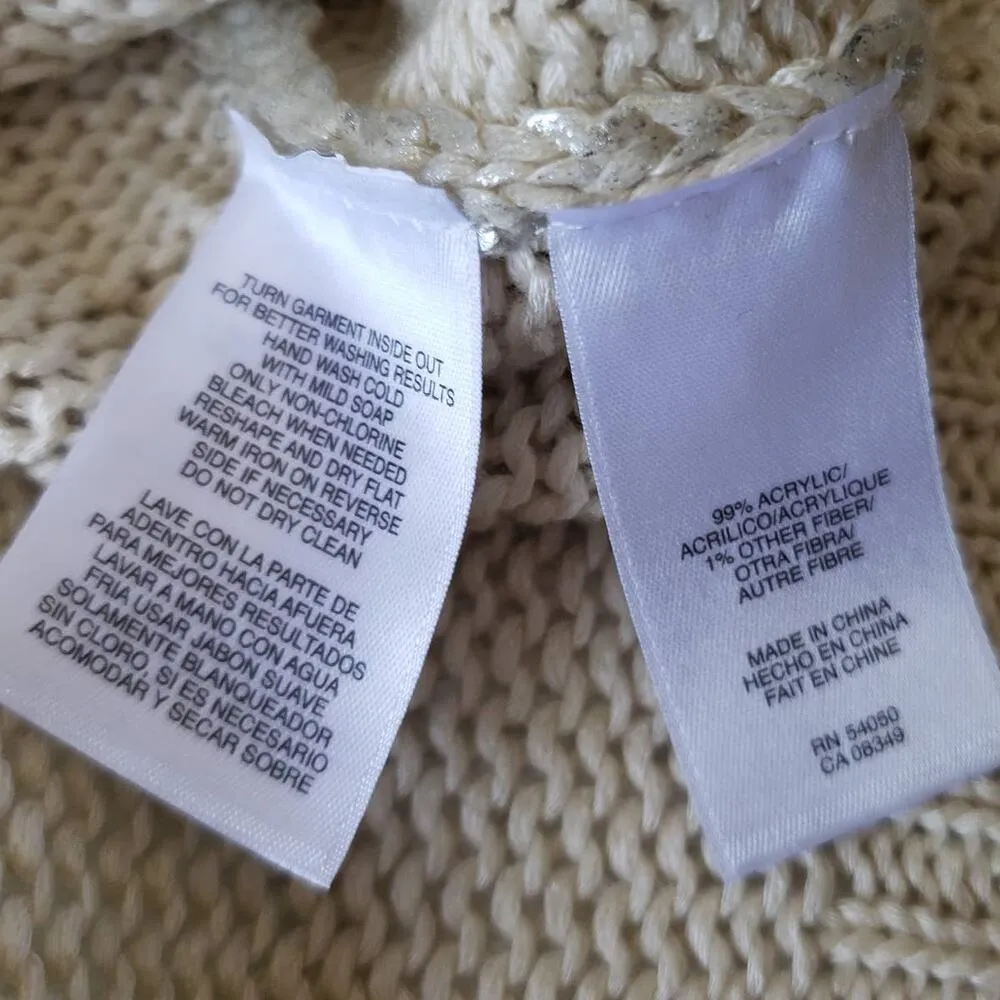 TURN GARMENT INSIDE OUT
FOR BETTER WASHING RESULTS
HAND WASH COLD
WITH MILD SOAP
ONLY NON-CHLORINE
BLEACH WHEN NEEDED
RESHAPE AND DRY FLAT
WARM IRON ON REVERSE
SIDE IF NECESSARY
DO NOT DRY CLEAN
LAVE CON LA PARTE DE
ADENTRO HACIA AFUERA
PARA MEJORES RESULTADOS
LAVAR A MANO CON AGUA
FRIA USAR JABON SUAVE
SOLAMENTE BLANQUEADOR
SIN CLORO, SI ES NECESARIO
ACOMODAR Y SECAR SOBRE
99% ACRYLIC/
ACRILICO/ACRYLIQUE
1% OTHER FIBER/
OTRA FIBRA/
AUTRE FIBRE
MADE IN CHINA
HECHO EN CHINA
FAIT EN CHINE
RN 54050
CA 08349